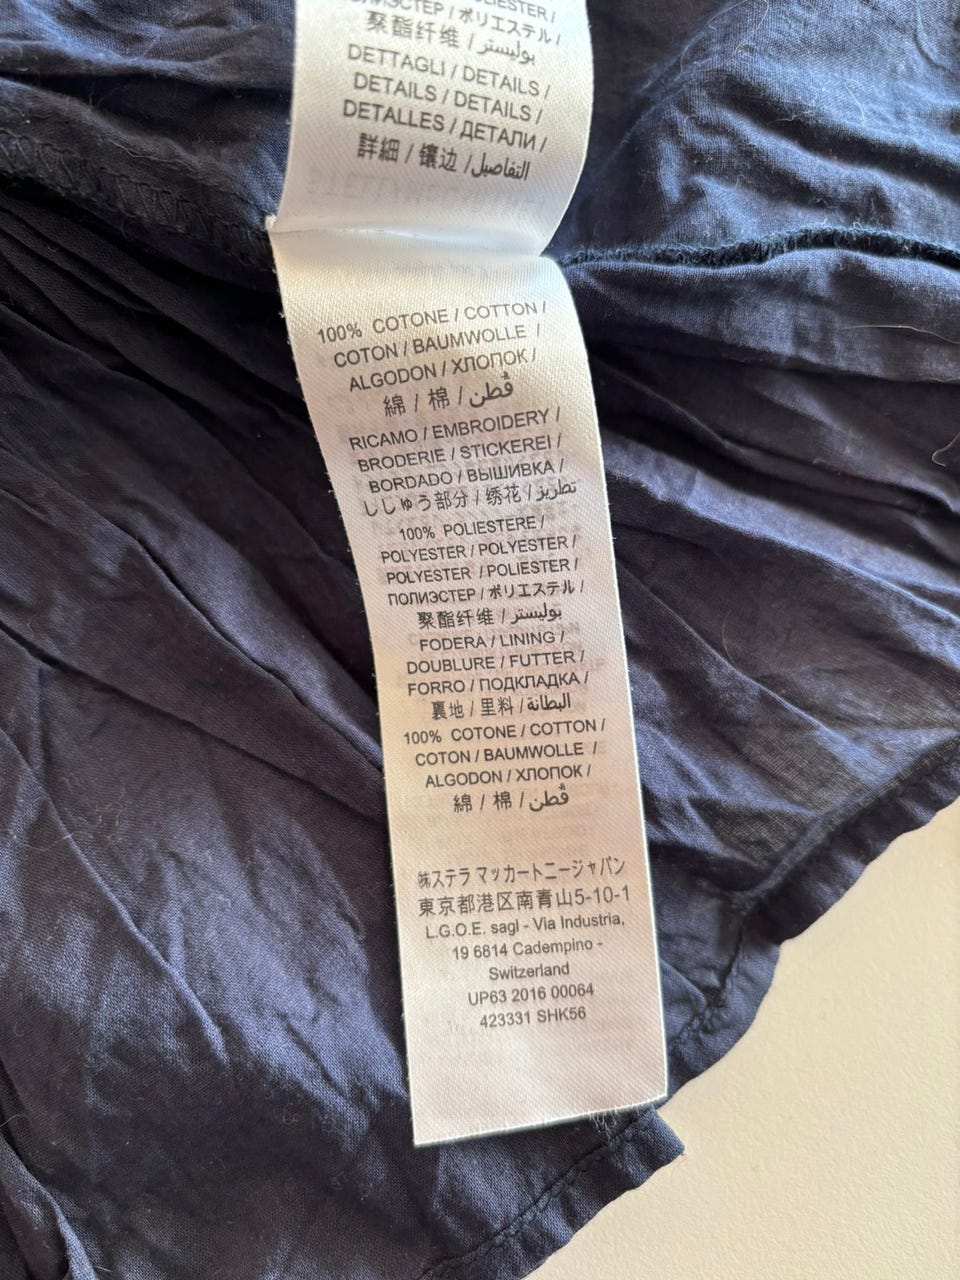 POLIESTER /
ПОЛИЭСТЕР / ポリエステル /
聚酯纤维 / بوليستر
DETTAGLI / DETAILS /
DETAILS / DETAILS /
DETALLES / ДЕТАЛИ /
詳細 / 镶边 / التفاصيل
100% COTONE / COTTON /
COTON / BAUMWOLLE /
ALGODON / ХЛОПОК /
綿 / 棉 / قُطن
RICAMO / EMBROIDERY /
BRODERIE / STICKEREI /
BORDADO / ВЫШИВКА /
ししゅう部分 / 绣花 / تطريز
100% POLIESTERE /
POLYESTER / POLYESTER /
POLYESTER / POLIESTER /
ПОЛИЭСТЕР / ポリエステル /
聚酯纤维 / بوليستر
FODERA / LINING /
DOUBLURE / FUTTER /
FORRO / ПОДКЛАДКА /
裏地 / 里料 / البطانة
100% COTONE / COTTON /
COTON / BAUMWOLLE /
ALGODON / ХЛОПОК /
綿 / 棉 / قُطن
㈱ステラ マッカートニージャパン
東京都港区南青山5-10-1
L.G.O.E. sagl - Via Industria,
19 6814 Cadempino -
Switzerland
UP63 2016 00064
423331 SHK56